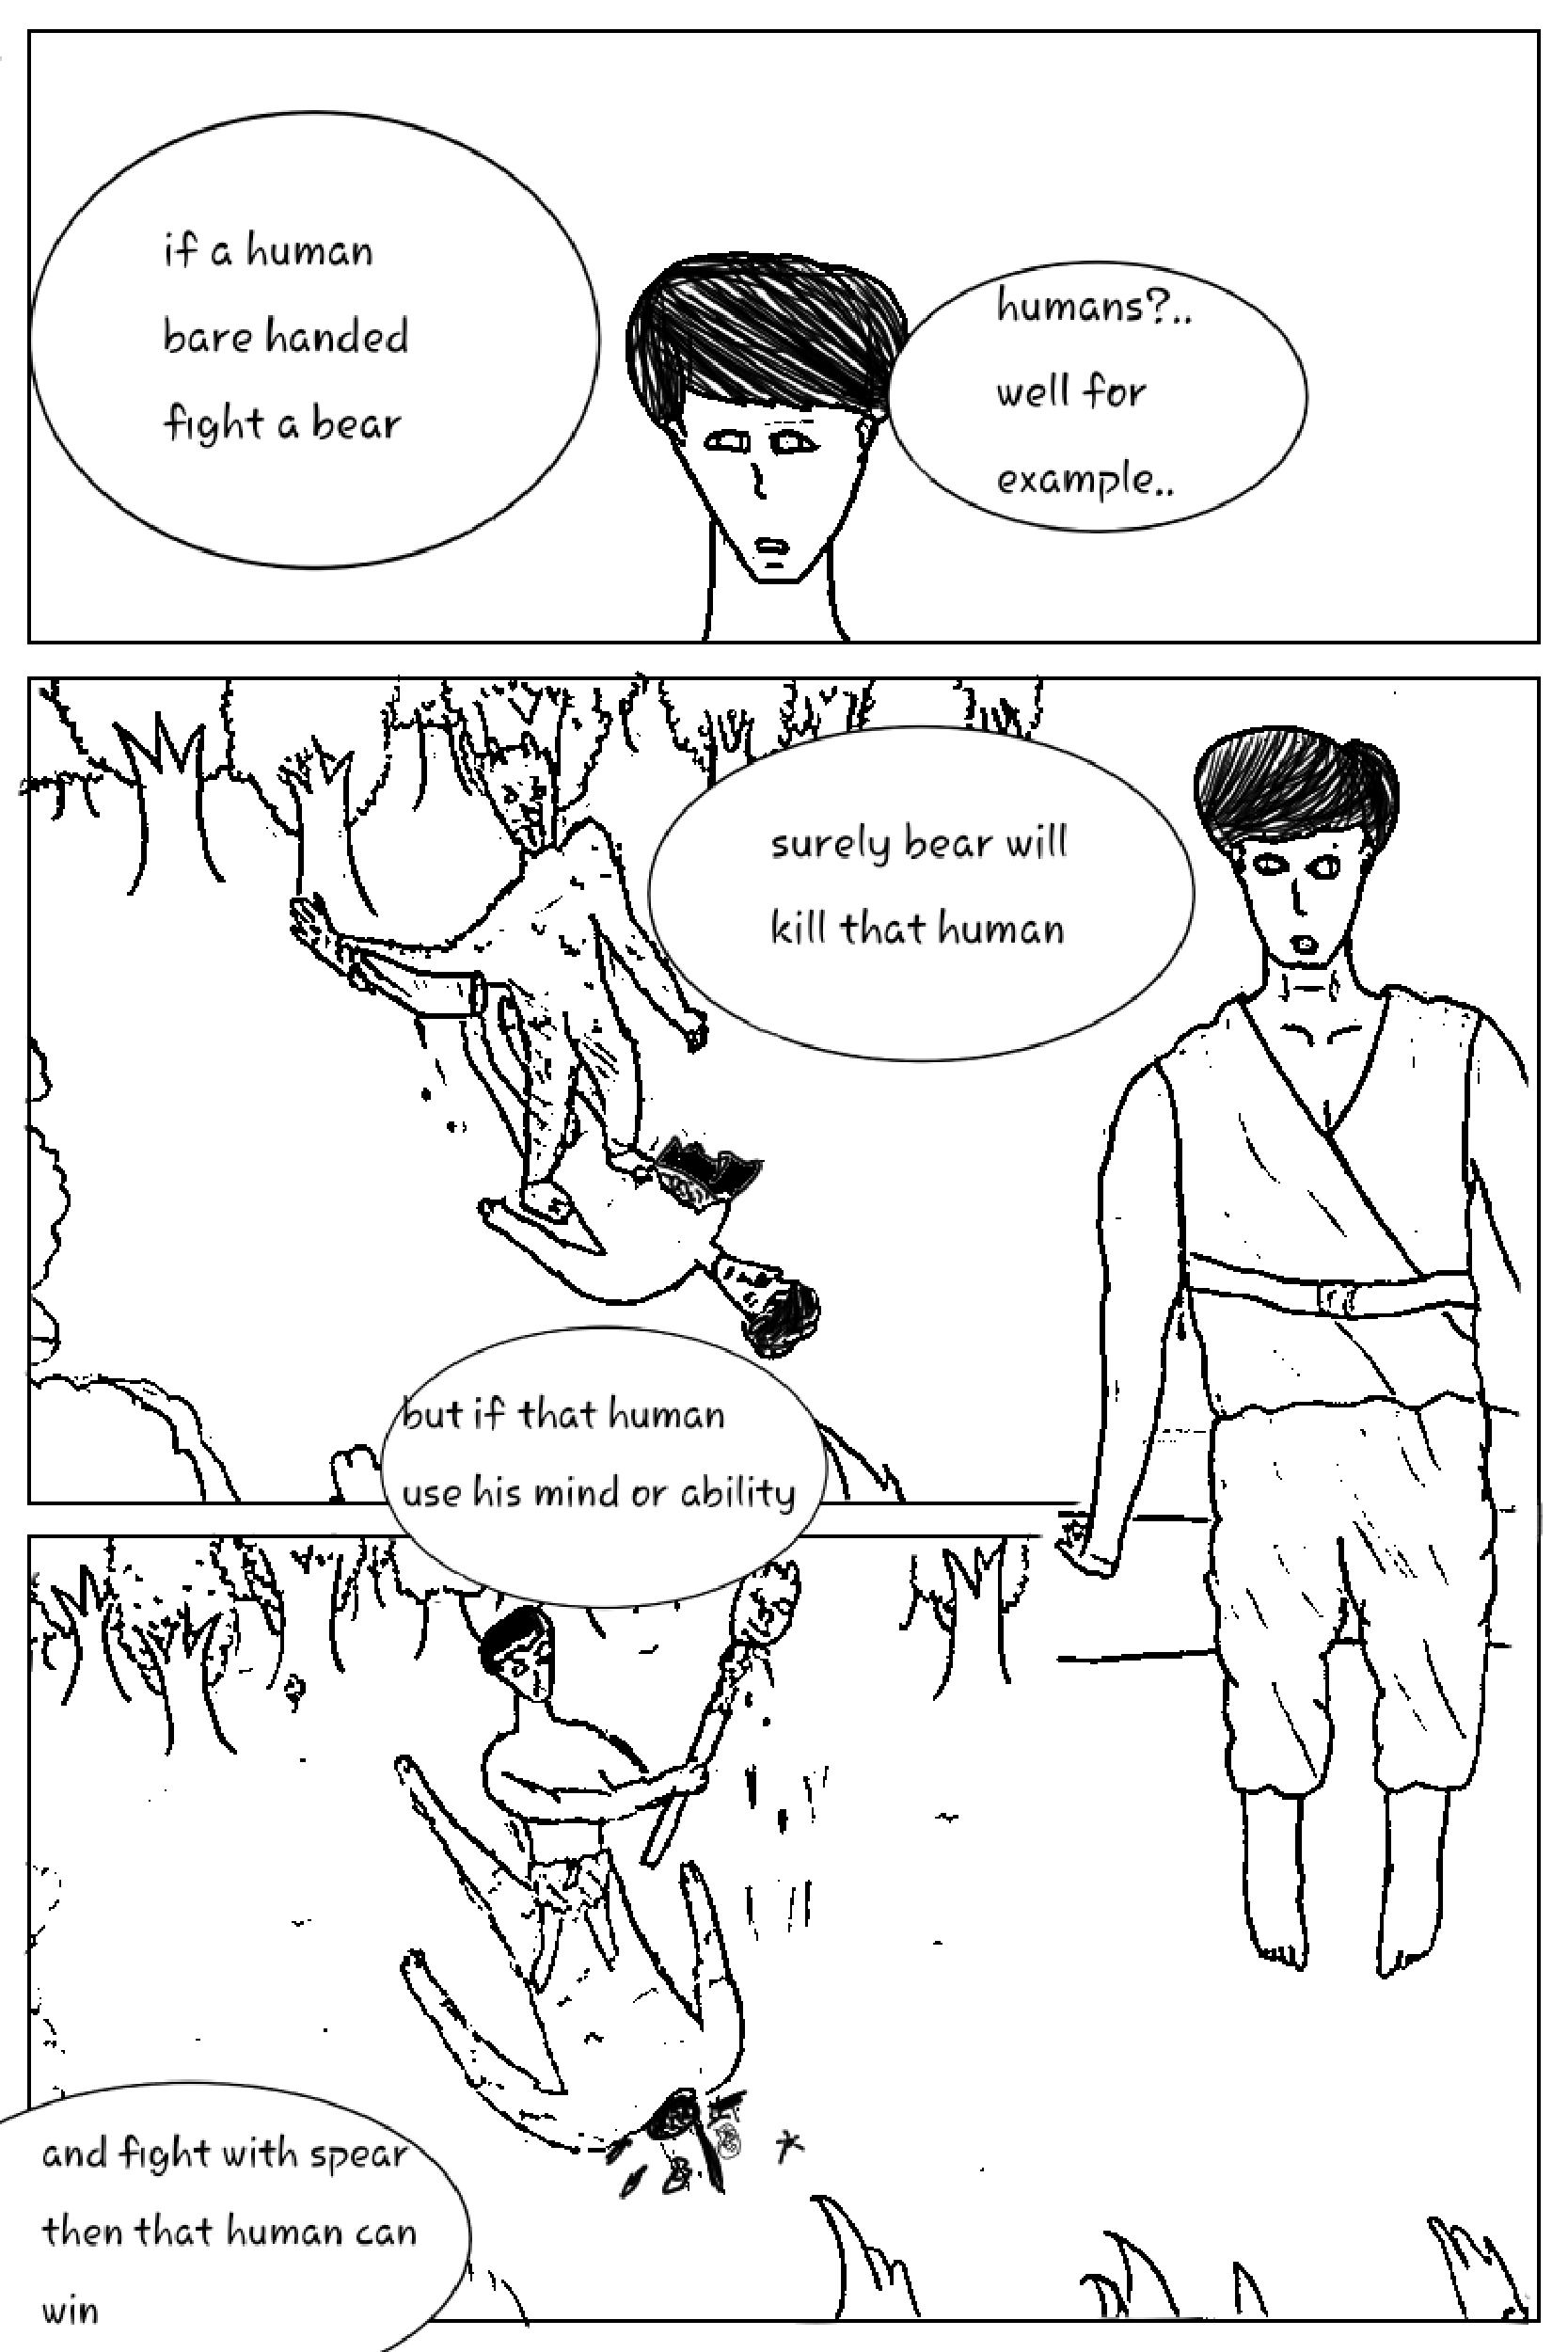 humans?..
well for
example..
if a human
bare handed
fight a bear
surely bear will
kill that human
but if that human
use his mind or ability
and fight with spear
then that human can
win